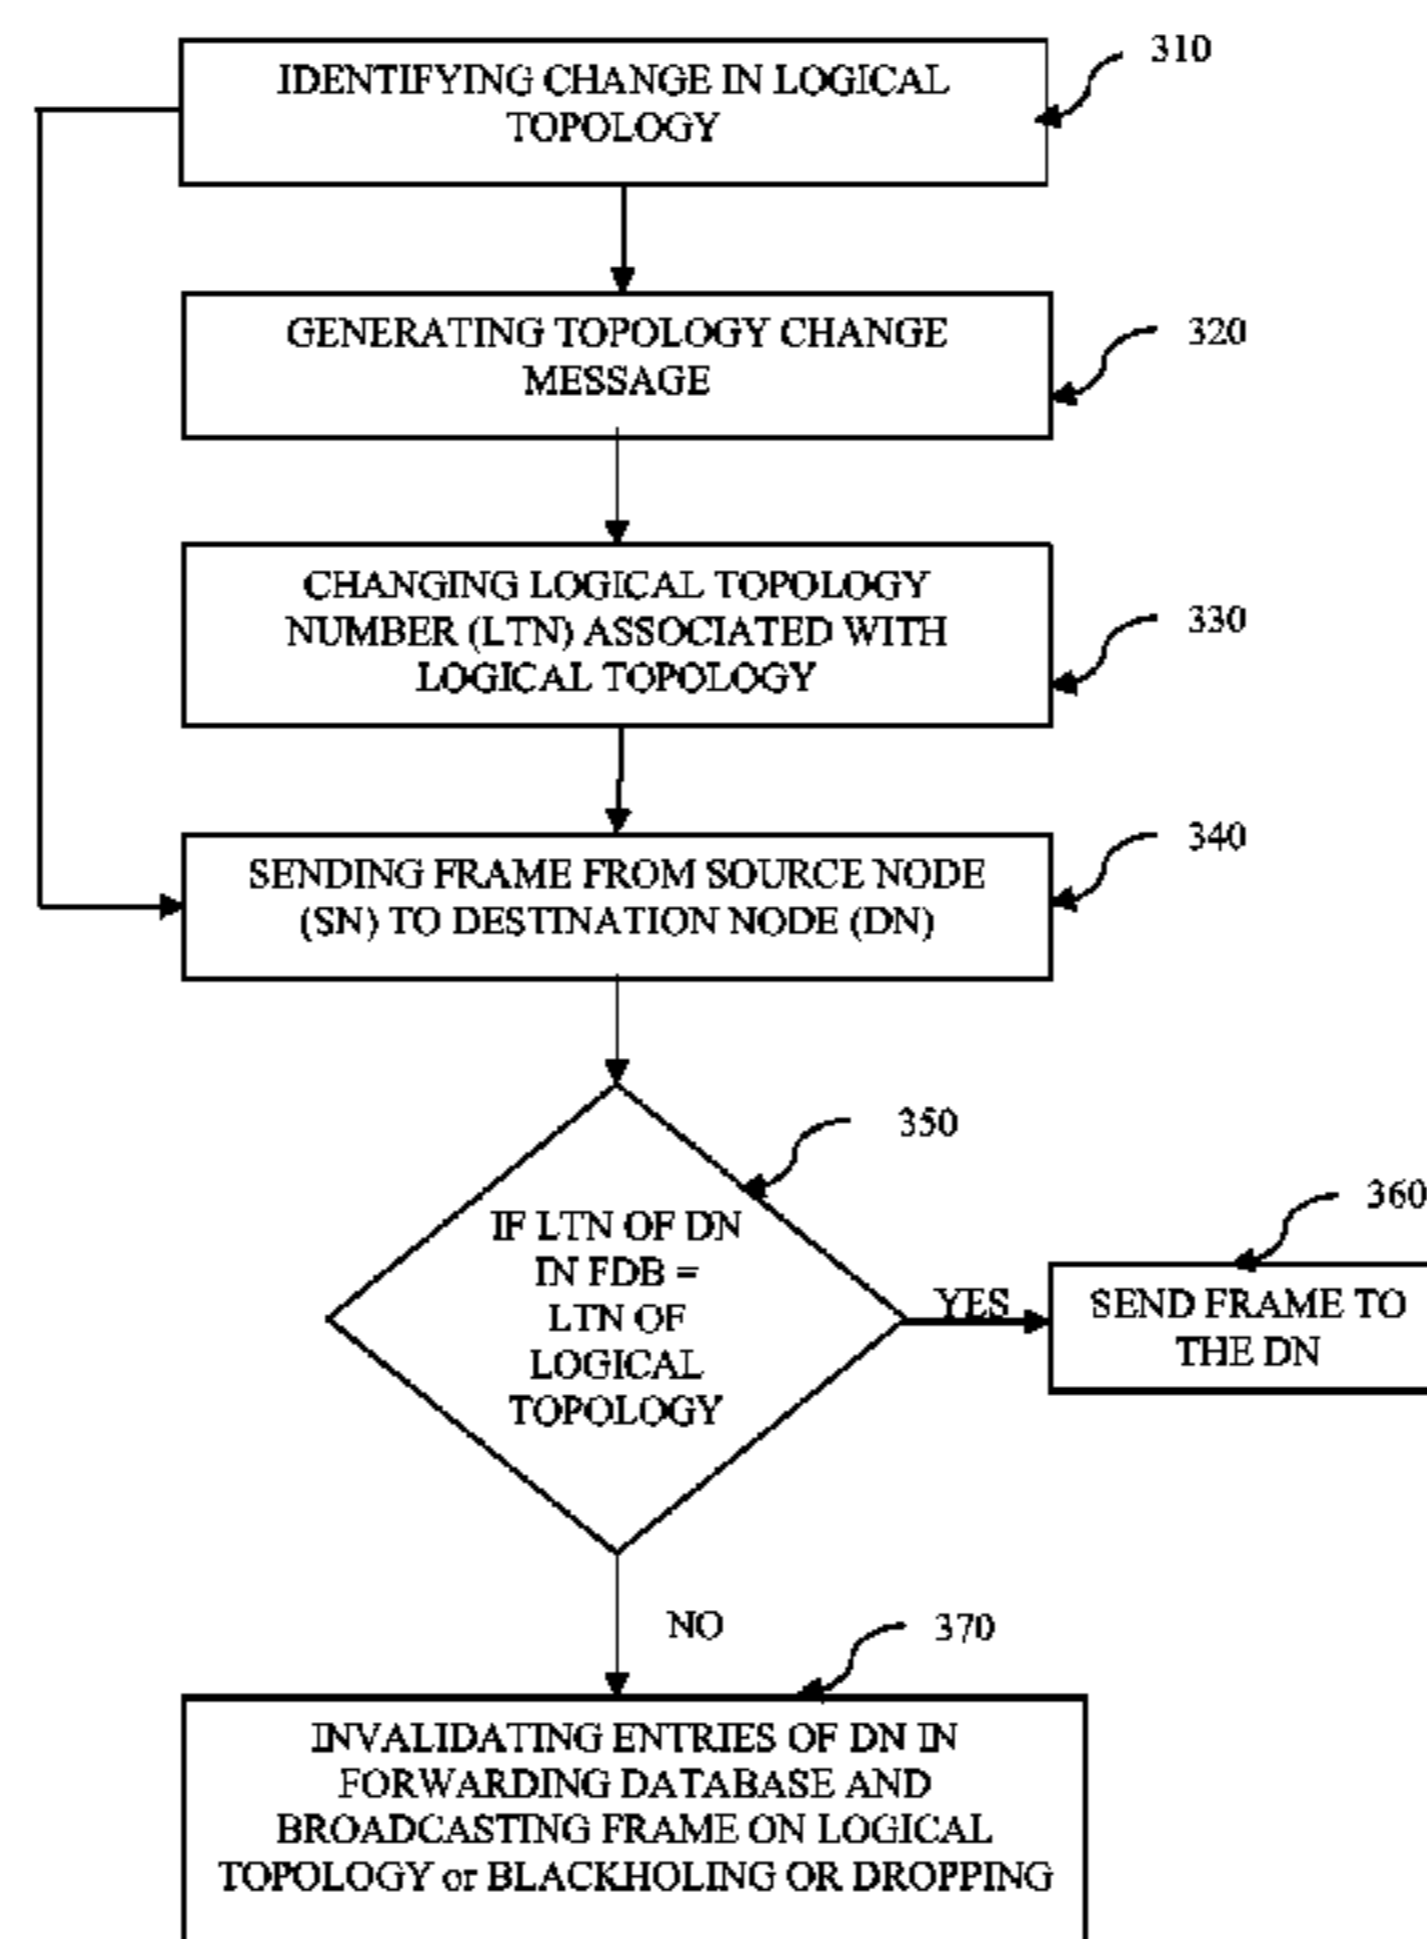 IDENTIFYING CHANGE IN LOGICAL
TOPOLOGY
310
GENERATING TOPOLOGY CHANGE
MESSAGE
320
CHANGING LOGICAL TOPOLOGY
NUMBER (LTN) ASSOCIATED WITH
LOGICAL TOPOLOGY
330
SENDING FRAME FROM SOURCE NODE
(SN) TO DESTINATION NODE (DN)
340
IF LTN OF DN
IN FDB =
LTN OF
LOGICAL
TOPOLOGY
350
YES
SEND FRAME TO
THE DN
360
NO
370
INVALIDATING ENTRIES OF DN IN
FORWARDING DATABASE AND
BROADCASTING FRAME ON LOGICAL
TOPOLOGY or BLACKHOLING OR DROPPING